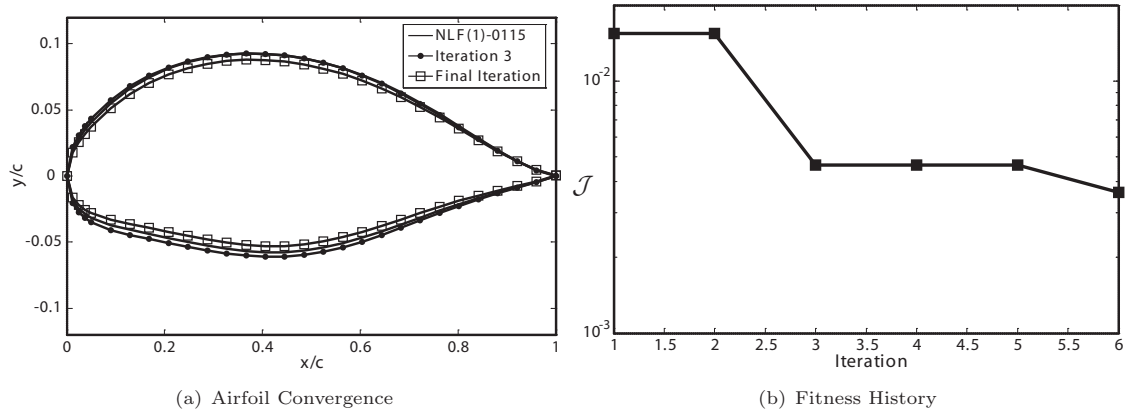 0.1
0.05
0
-0.05
-0.1
y/c
0
0.2
0.4
0.6
0.8
1
x/c
NLF(1)-0115
Iteration 3
Final Iteration
(a) Airfoil Convergence
10^-2
10^-3
𝒥
1
1.5
2
2.5
3
3.5
4
4.5
5
5.5
6
Iteration
(b) Fitness History